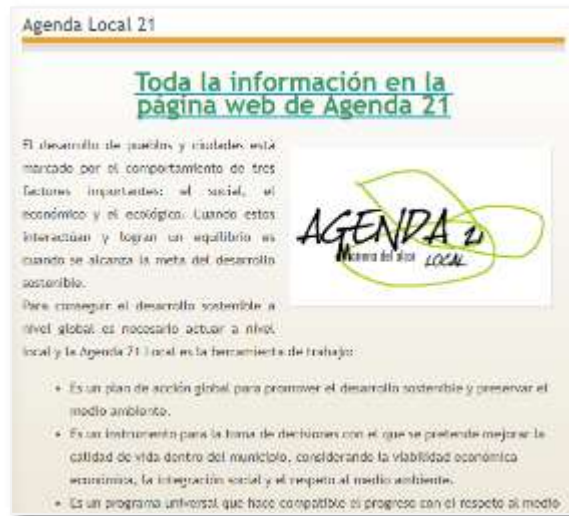 Agenda Local 21
Toda la información en la
página web de Agenda 21
El desarrollo de pueblos y ciudades está
marcado por el comportamiento de tres
factores importantes: el social, el
económico y el ecológico. Cuando estos
interactúan y logran un equilibrio es
cuando se alcanza la meta del desarrollo
sostenible.
AGENDA 21
Mairena del alcor LOCAL
Para conseguir el desarrollo sostenible a
nivel global es necesario actuar a nivel
local y la Agenda 21 Local es la herramienta de trabajo:
• Es un plan de acción global para promover el desarrollo sostenible y preservar el
medio ambiente.
• Es un instrumento para la toma de decisiones con el que se pretende mejorar la
calidad de vida dentro del municipio, considerando la viabilidad económica
económica, la integración social y el respeto al medio ambiente.
• Es un programa universal que hace compatible el progreso con el respeto al medio